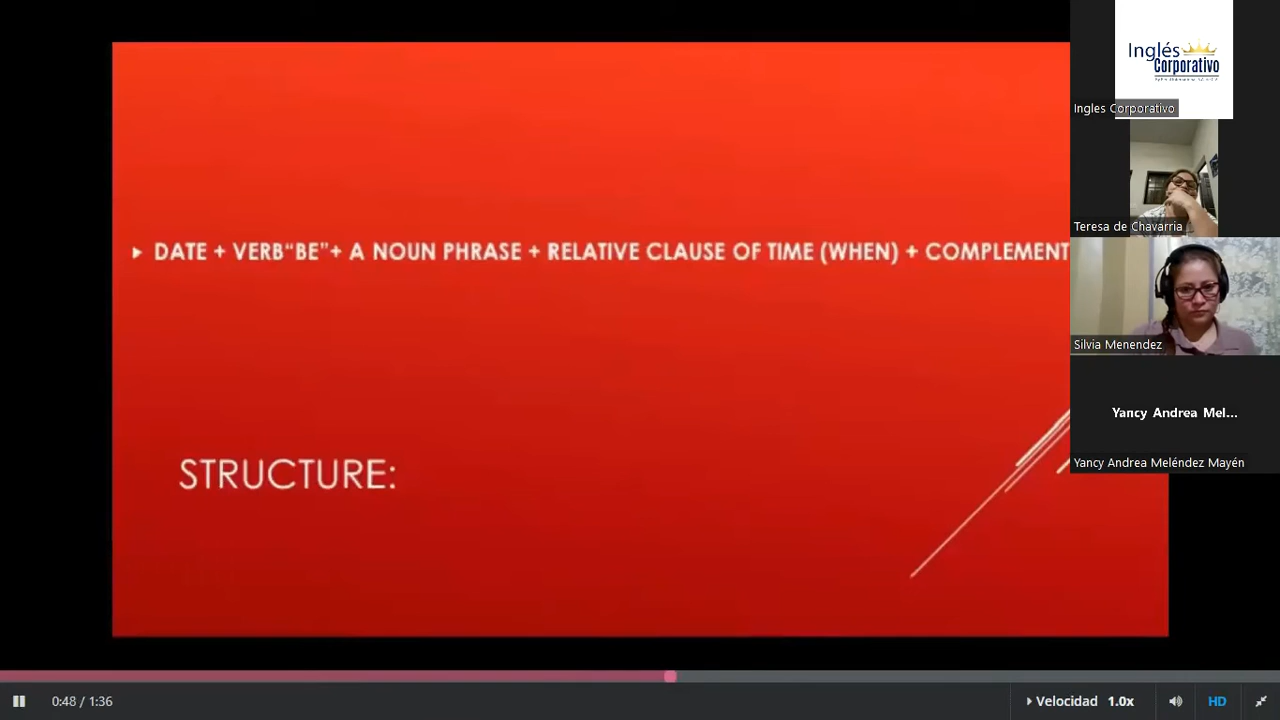 Inglés
Corporativo
Ingles Corporativo
Teresa de Chavarria
DATE + VERB“BE”+ A NOUN PHRASE + RELATIVE CLAUSE OF TIME (WHEN) + COMPLEMENT
Silvia Menendez
Yancy Andrea Mel...
Yancy Andrea Meléndez Mayén
STRUCTURE:
0:48 / 1:36
Velocidad 1.0x
HD